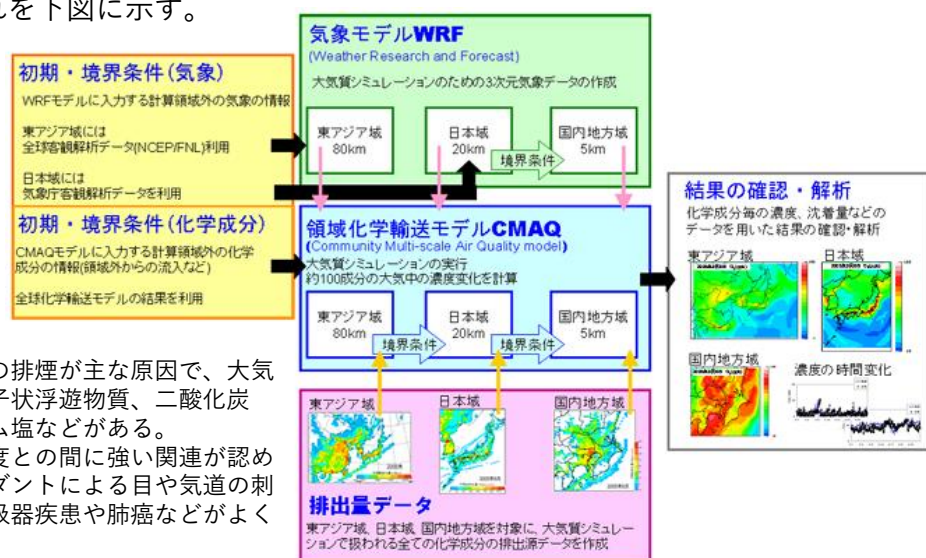 れを下図に示す。
初期・境界条件(気象)
WRFモデルに入力する計算領域外の気象の情報
東アジア域には
全球客観解析データ(NCEP/FNL)利用
日本域には
気象庁客観解析データを利用
初期・境界条件(化学成分)
CMAQモデルに入力する計算領域外の化学
成分の情報(領域外からの流入など)
全球化学輸送モデルの結果を利用
気象モデルWRF
(Weather Research and Forecast)
大気質シミュレーションのための3次元気象データの作成
東アジア域
80km
日本域
20km
境界条件
国内地方域
5km
領域化学輸送モデルCMAQ
(Community Multi-scale Air Quality model)
大気質シミュレーションの実行
約100成分の大気中の濃度変化を計算
東アジア域
80km
境界条件
日本域
20km
境界条件
国内地方域
5km
東アジア域
日本域
国内地方域
排出量データ
東アジア域、日本域、国内地方域を対象に、大気質シミュレー
ションで扱われる全ての化学成分の排出源データを作成
結果の確認・解析
化学成分毎の濃度、沈着量などの
データを用いた結果の確認・解析
東アジア域
日本域
国内地方域
濃度の時間変化
の排煙が主な原因で、大気
子状浮遊物質、二酸化炭
ム塩などがある。
度との間に強い関連が認め
ダントによる目や気道の刺
吸器疾患や肺癌などがよく